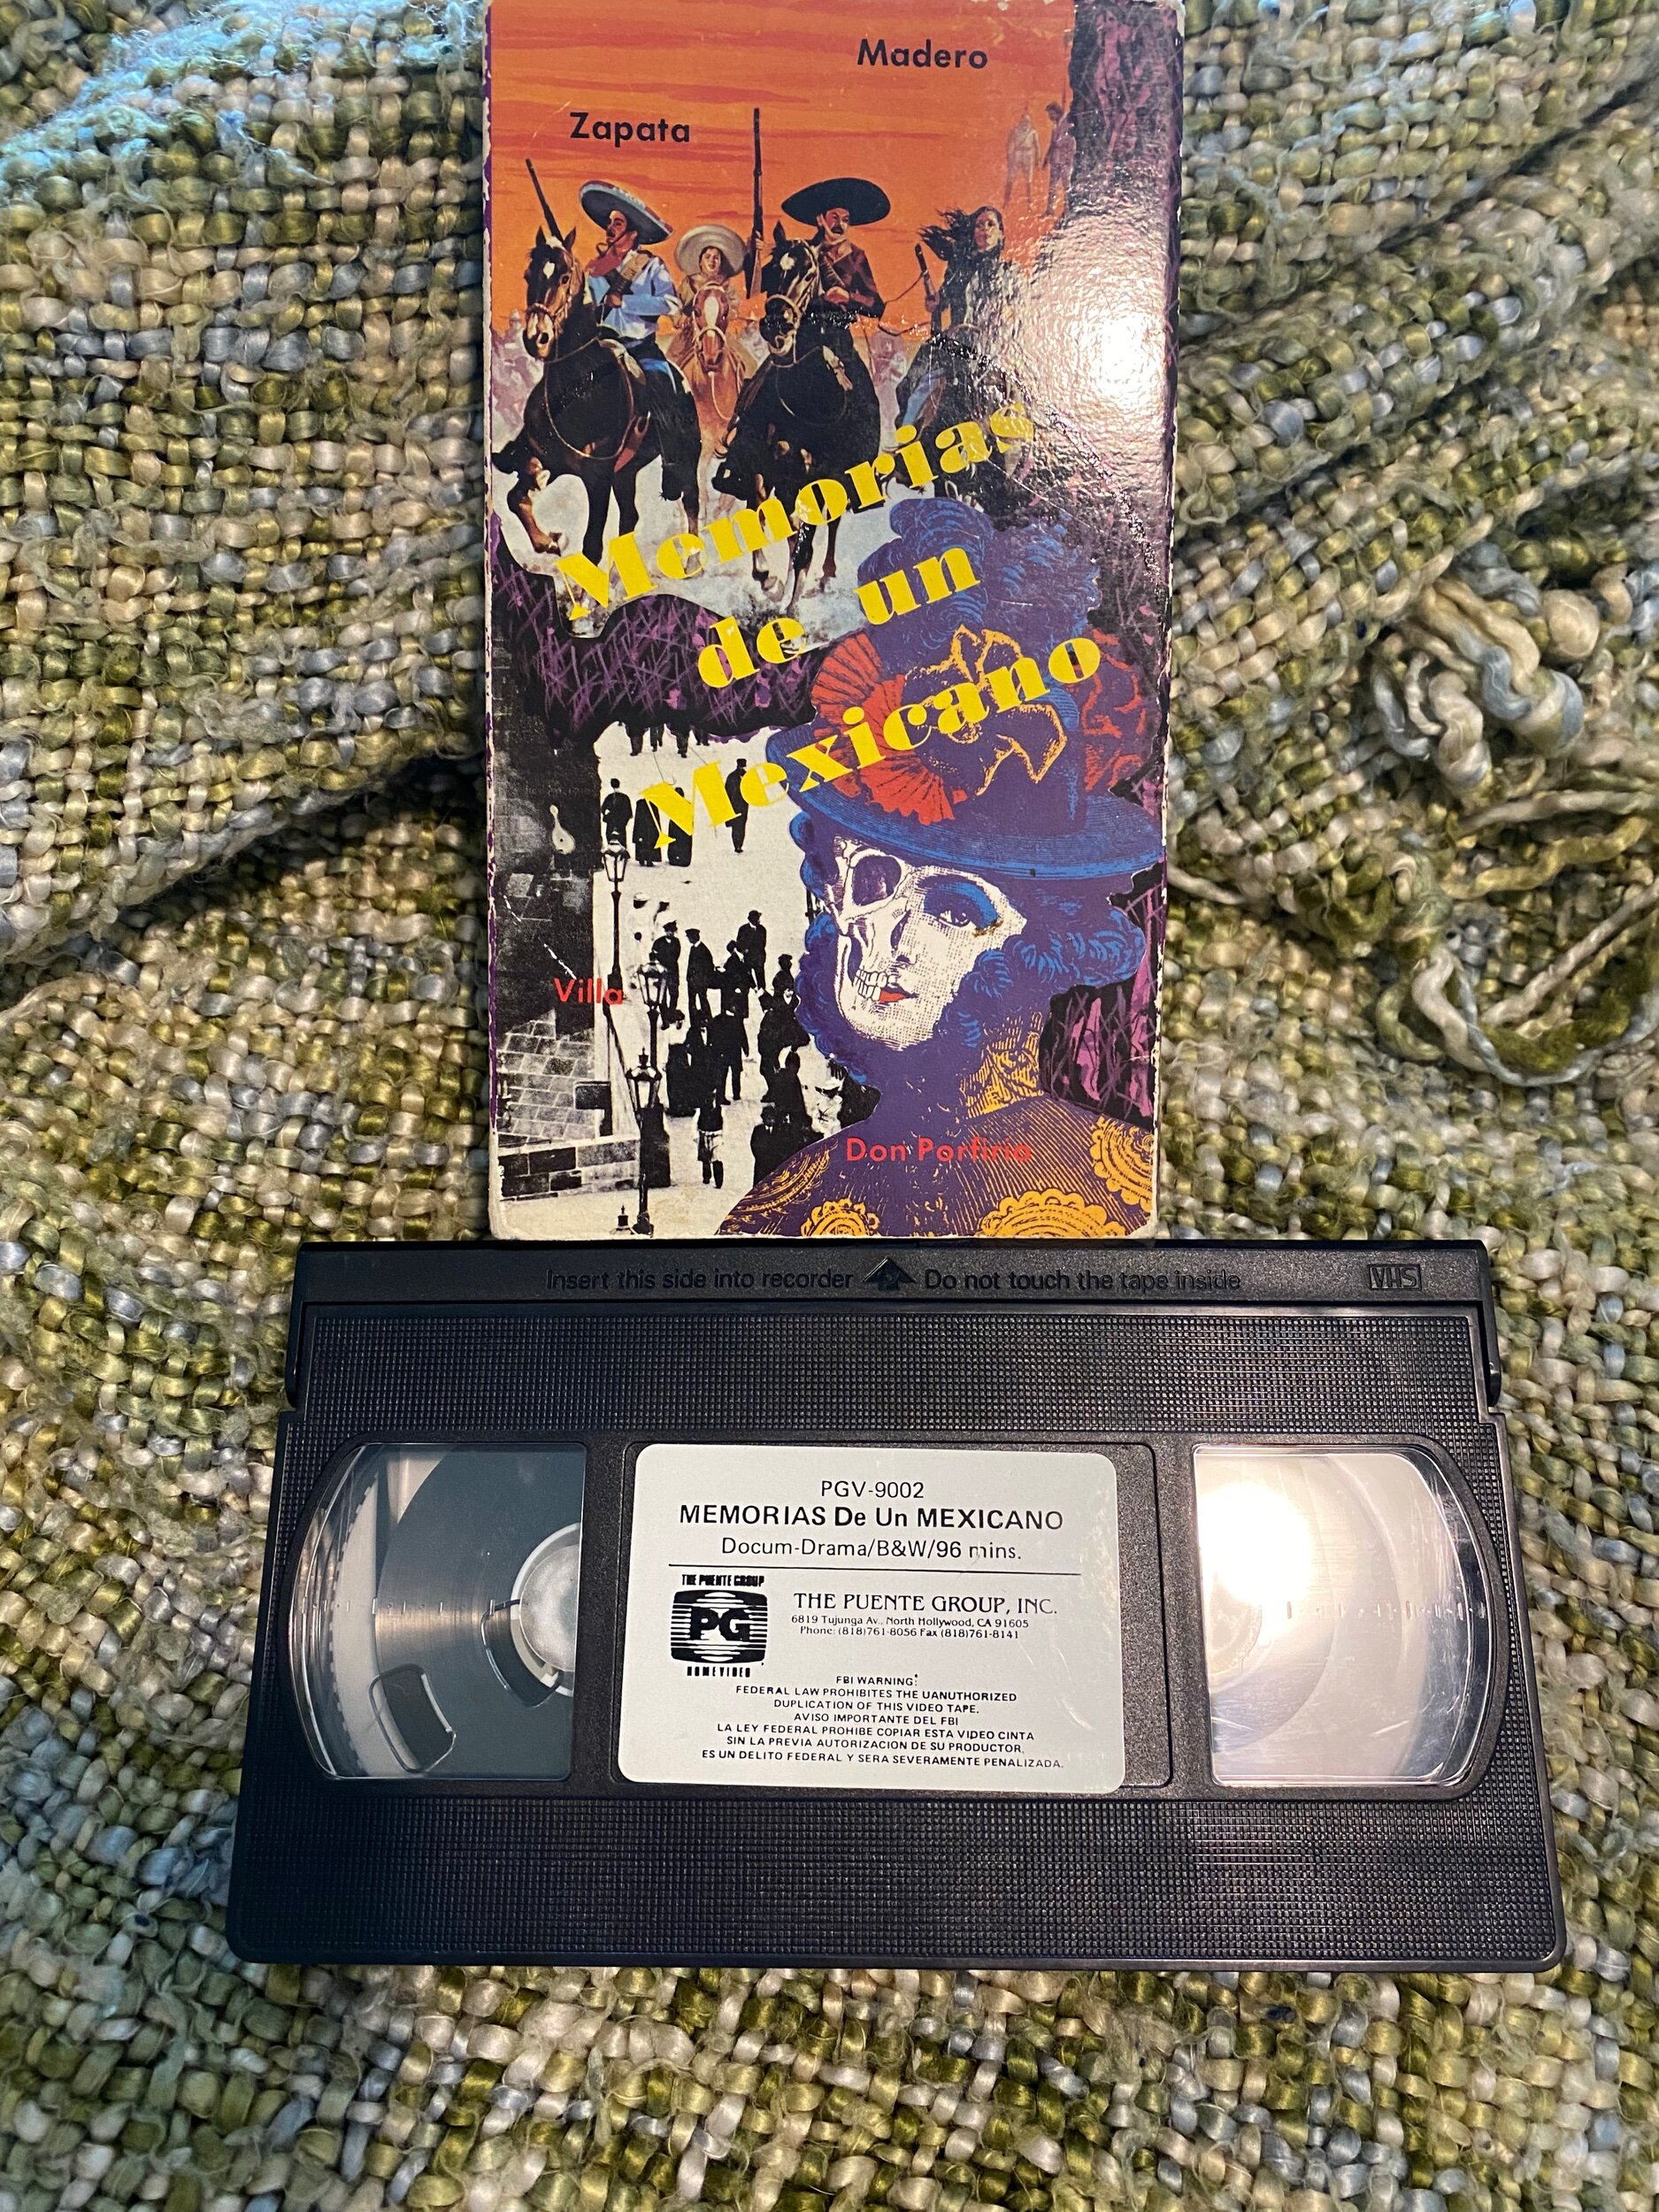 Madero
Zapata
Memorias
de un
Mexicano
Villa
Don Porfirio
Insert this side into recorder Do not touch the tape inside
VHS
PGV-9002
MEMORIAS De Un MEXICANO
Docum-Drama/B&W/96 mins.
THE PUENTE GROUP
PG
HOMEVIDEO
THE PUENTE GROUP, INC.
6819 Tujunga Av., North Hollywood, CA 91605
Phone: (818)761-8056 Fax (818)761-8141
FBI WARNING:
FEDERAL LAW PROHIBITES THE UANUTHORIZED
DUPLICATION OF THIS VIDEO TAPE.
AVISO IMPORTANTE DEL FBI
LA LEY FEDERAL PROHIBE COPIAR ESTA VIDEO CINTA
SIN LA PREVIA AUTORIZACION DE SU PRODUCTOR.
ES UN DELITO FEDERAL Y SERA SEVERAMENTE PENALIZADA.